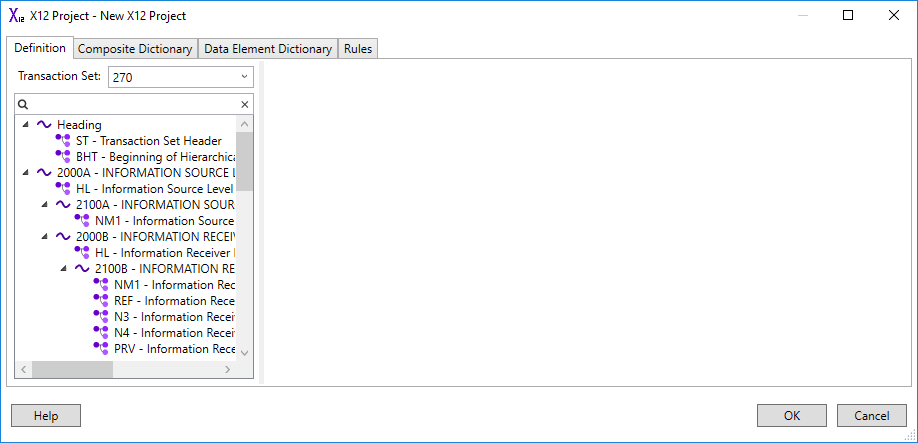 X12 X12 Project - New X12 Project
Definition Composite Dictionary Data Element Dictionary Rules
Transaction Set: 270
Heading
ST - Transaction Set Header
BHT - Beginning of Hierarchica
2000A - INFORMATION SOURCE L
HL - Information Source Level
2100A - INFORMATION SOUR
NM1 - Information Source
2000B - INFORMATION RECEIV
HL - Information Receiver
2100B - INFORMATION RE
NM1 - Information Rec
REF - Information Rece
N3 - Information Recei
N4 - Information Recei
PRV - Information Rece
Help OK Cancel